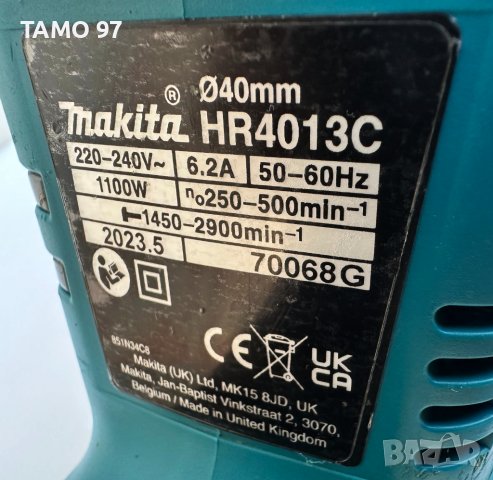 TAMO 97
Ø40mm
makita® HR4013C
220-240V~ 6.2A 50-60Hz
1100W n₀250-500min⁻¹
1450-2900min⁻¹
2023.5 70068G
851N34C8
CE UK CA
Makita (UK) Ltd, MK15 8JD, UK
Makita, Jan-Baptist Vinkstraat 2, 3070,
Belgium / Made in United Kingdom
BAZAR